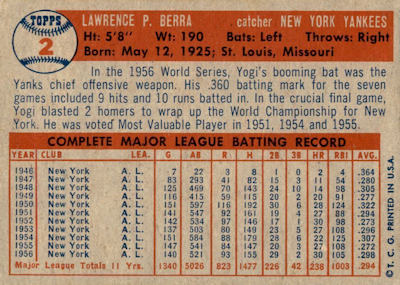 TOPPS
2
LAWRENCE P. BERRA catcher NEW YORK YANKEES
Ht: 5'8" Wt: 190 Bats: Left Throws: Right
Born: May 12, 1925; St. Louis, Missouri
In the 1956 World Series, Yogi's booming bat was the
Yanks chief offensive weapon. His .360 batting mark for the seven
games included 9 hits and 10 runs batted in. In the crucial final game,
Yogi blasted 2 homers to wrap up the World Championship for New
York. He was voted Most Valuable Player in 1951, 1954 and 1955.
COMPLETE MAJOR LEAGUE BATTING RECORD
YEAR CLUB LEA. G AB R H 2B 3B HR RBI AVG.
1946 New York A. L. 7 22 3 8 1 0 2 4 .364
1947 New York A. L. 83 293 41 82 15 3 11 54 .280
1948 New York A. L. 125 469 70 143 24 10 14 98 .305
1949 New York A. L. 116 415 59 115 20 2 20 91 .277
1950 New York A. L. 151 597 116 192 30 6 28 124 .322
1951 New York A. L. 141 547 92 161 19 4 27 88 .294
1952 New York A. L. 142 534 97 146 17 1 30 98 .273
1953 New York A. L. 137 503 80 149 23 5 27 108 .296
1954 New York A. L. 151 584 88 179 28 6 22 125 .307
1955 New York A. L. 147 541 84 147 20 3 27 108 .272
1956 New York A. L. 140 521 93 155 29 2 30 105 .298
Major League Totals 11 Yrs. 1340 5026 823 1477 226 42 238 1003 .294
© T. C. G. PRINTED IN U.S.A.